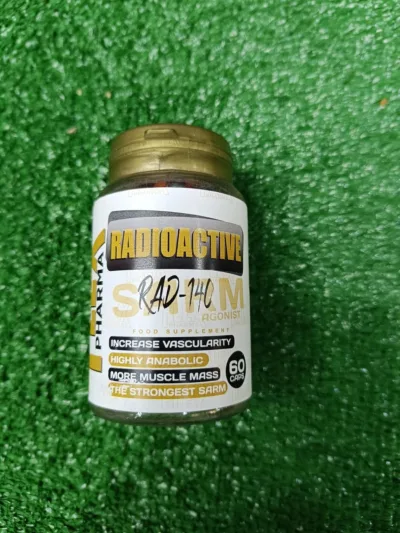 PHARMA
RADIOACTIVE
SARM
RAD-140
AGONIST
FOOD SUPPLEMENT
INCREASE VASCULARITY
HIGHLY ANABOLIC
MORE MUSCLE MASS
THE STRONGEST SARM
60
CAPS